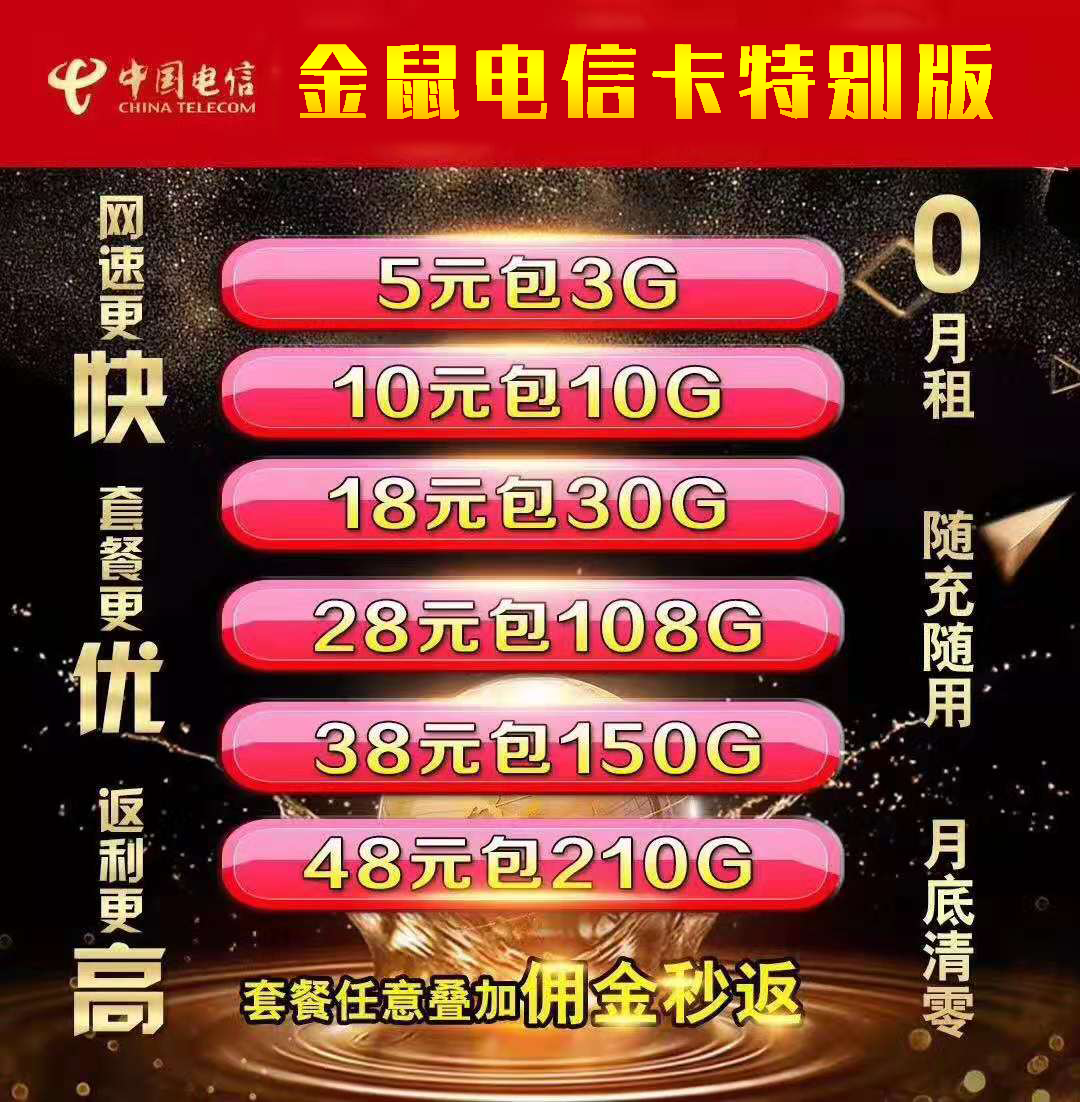 中国电信
CHINA TELECOM
金鼠电信卡特别版
网速更快
套餐更优
返利更高
5元包3G
10元包10G
18元包30G
28元包108G
38元包150G
48元包210G
套餐任意叠加佣金秒返
0月租
随充随用
月底清零